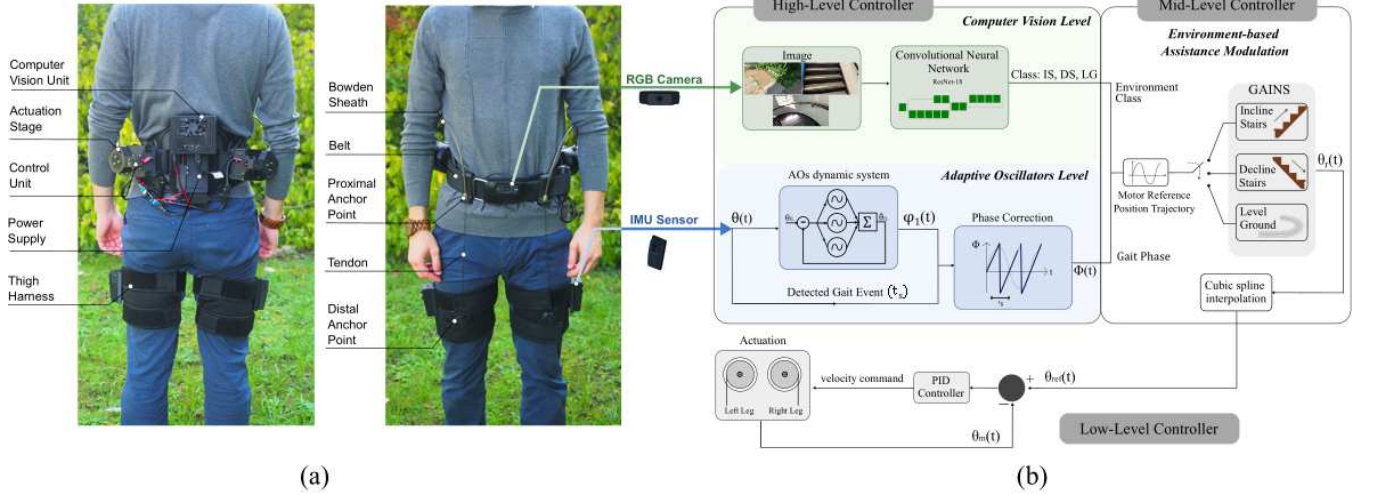 Computer
Vision Unit
Actuation
Stage
Control
Unit
Power
Supply
Thigh
Harness
Bowden
Sheath
Belt
Proximal
Anchor
Point
Tendon
Distal
Anchor
Point
RGB Camera
IMU Sensor
(a)
High-Level Controller
Computer Vision Level
Image
Convolutional Neural
Network
ResNet-18
Class: IS, DS, LG
Adaptive Oscillators Level
AOs dynamic system
θ(t)
Σ
φ₁(t)
Phase Correction
Φ
t
Φ(t)
Detected Gait Event (tₛ)
Mid-Level Controller
Environment-based
Assistance Modulation
Environment
Class
GAINS
Incline
Stairs
Decline
Stairs
Level
Ground
Motor Reference
Position Trajectory
θᵣ(t)
Gait Phase
Cubic spline
interpolation
Actuation
Left Leg
Right Leg
velocity command
PID
Controller
+
−
θref(t)
θm(t)
Low-Level Controller
(b)